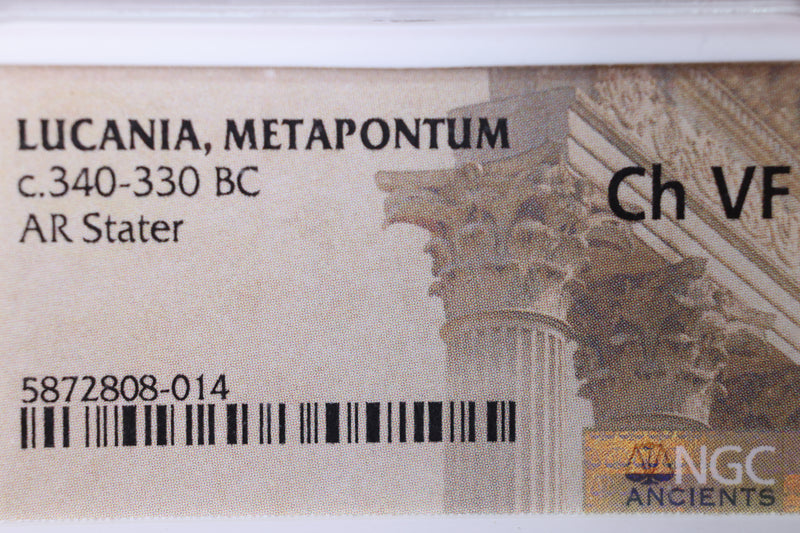 LUCANIA, METAPONTUM
c.340-330 BC
AR Stater
Ch VF
5872808-014
NGC
ANCIENTS